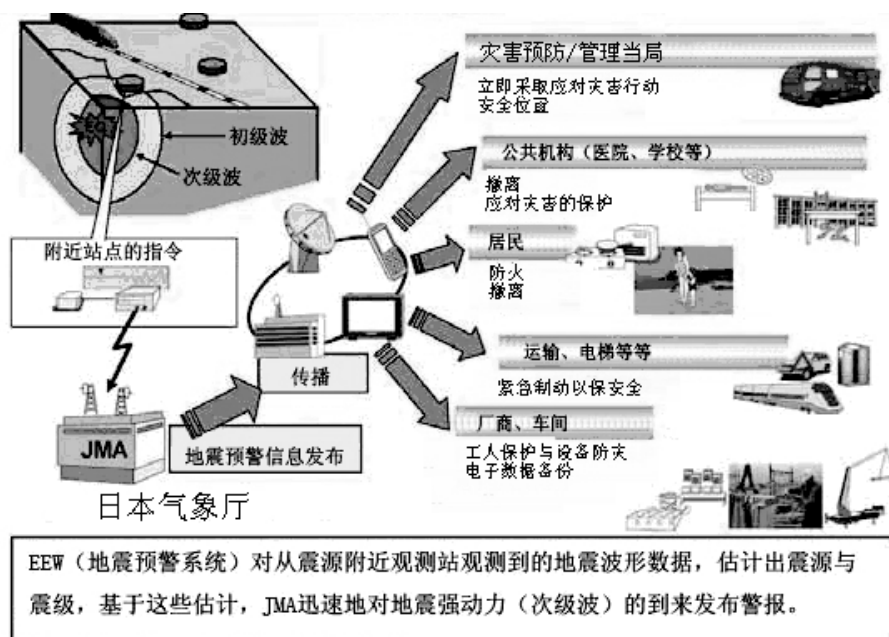 灾害预防/管理当局
立即采取应对灾害行动
安全位置
初级波
次级波
公共机构（医院、学校等）
撤离
应对灾害的保护
附近站点的指令
居民
防火
撤离
运输、电梯等等
紧急制动以保安全
传播
厂商、车间
工人保护与设备防灾
电子数据备份
JMA
地震预警信息发布
日本气象厅
EEW（地震预警系统）对从震源附近观测站观测到的地震波形数据，估计出震源与
震级，基于这些估计，JMA迅速地对地震强动力（次级波）的到来发布警报。